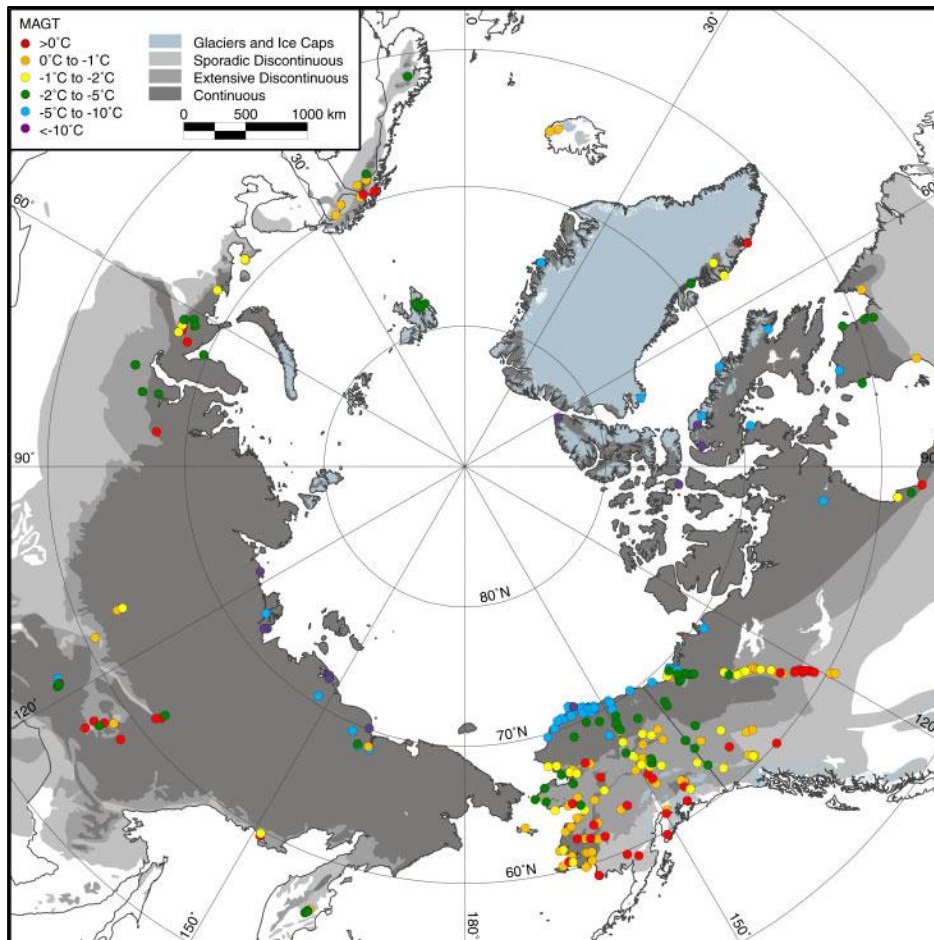 MAGT
>0˚C
0˚C to -1˚C
-1˚C to -2˚C
-2˚C to -5˚C
-5˚C to -10˚C
<-10˚C
Glaciers and Ice Caps
Sporadic Discontinuous
Extensive Discontinuous
Continuous
0 500 1000 km
0
30˚
30˚
60˚
60
90˚
90
80˚N
120˚
70˚N
120
60˚N
150˚
180
150˚